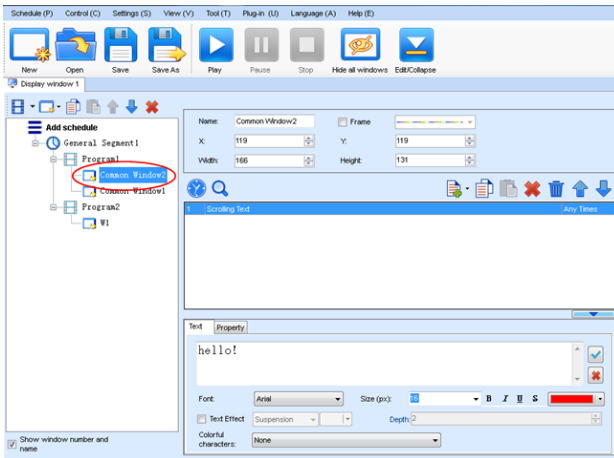 Schedule (P) Control (C) Settings (S) View (V) Tool (T) Plug-in (U) Language (A) Help (E)
New Open Save Save As Play Pause Stop Hide all windows Edit/Collapse
Display window 1
Add schedule
General Segment1
Program1
Common Window2
Common Window1
Program2
W1
Show window number and
name
Name: Common Window2 Frame
X: 119 Y: 119
Width: 166 Height: 131
1 Scrolling Text Any Times
Text Property
hello!
Font: Arial Size (px): 16 B I U S
Text Effect Suspension Depth: 2
Colorful
characters: None